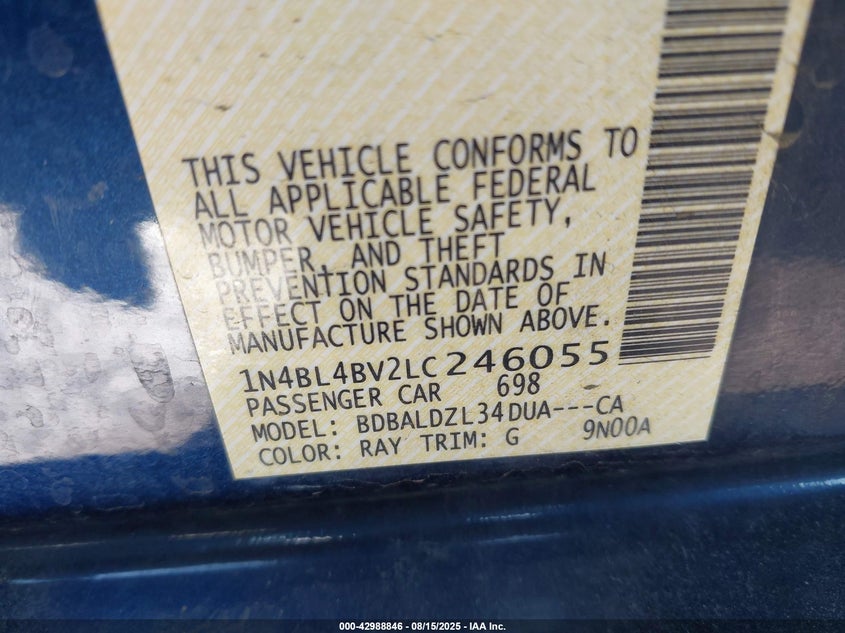 THIS VEHICLE CONFORMS TO
ALL APPLICABLE FEDERAL
MOTOR VEHICLE SAFETY,
BUMPER, AND THEFT
PREVENTION STANDARDS IN
EFFECT ON THE DATE OF
MANUFACTURE SHOWN ABOVE.
1N4BL4BV2LC246055
PASSENGER CAR 698
MODEL: BDBALDZL34DUA---CA
COLOR: RAY TRIM: G 9N00A
000-42988846 - 08/15/2025 - IAA Inc.